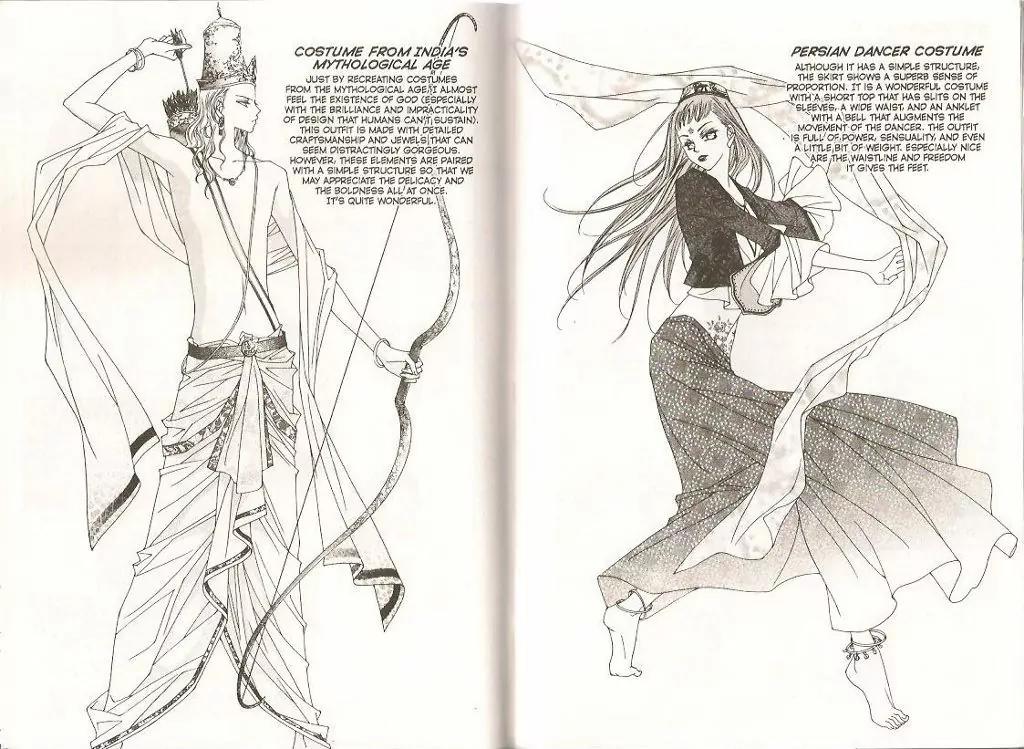 COSTUME FROM INDIA'S
MYTHOLOGICAL AGE
JUST BY RECREATING COSTUMES
FROM THE MYTHOLOGICAL AGE, I ALMOST
FEEL THE EXISTENCE OF GOD (ESPECIALLY
WITH THE BRILLIANCE AND IMPRACTICALITY
OF DESIGN THAT HUMANS CAN'T SUSTAIN).
THIS OUTFIT IS MADE WITH DETAILED
CRAFTSMANSHIP AND JEWELS THAT CAN
SEEM DISTRACTINGLY GORGEOUS.
HOWEVER, THESE ELEMENTS ARE PAIRED
WITH A SIMPLE STRUCTURE SO THAT WE
MAY APPRECIATE THE DELICACY AND
THE BOLDNESS ALL AT ONCE.
IT'S QUITE WONDERFUL.
PERSIAN DANCER COSTUME
ALTHOUGH IT HAS A SIMPLE STRUCTURE,
THE SKIRT SHOWS A SUPERB SENSE OF
PROPORTION. IT IS A WONDERFUL COSTUME
WITH A SHORT TOP THAT HAS SLITS ON THE
SLEEVES, A WIDE WAIST, AND AN ANKLET
WITH A BELL THAT AUGMENTS THE
MOVEMENT OF THE DANCER. THE OUTFIT
IS FULL OF POWER, SENSUALITY, AND EVEN
A LITTLE BIT OF WEIGHT. ESPECIALLY NICE
ARE THE WAISTLINE AND FREEDOM
IT GIVES THE FEET.